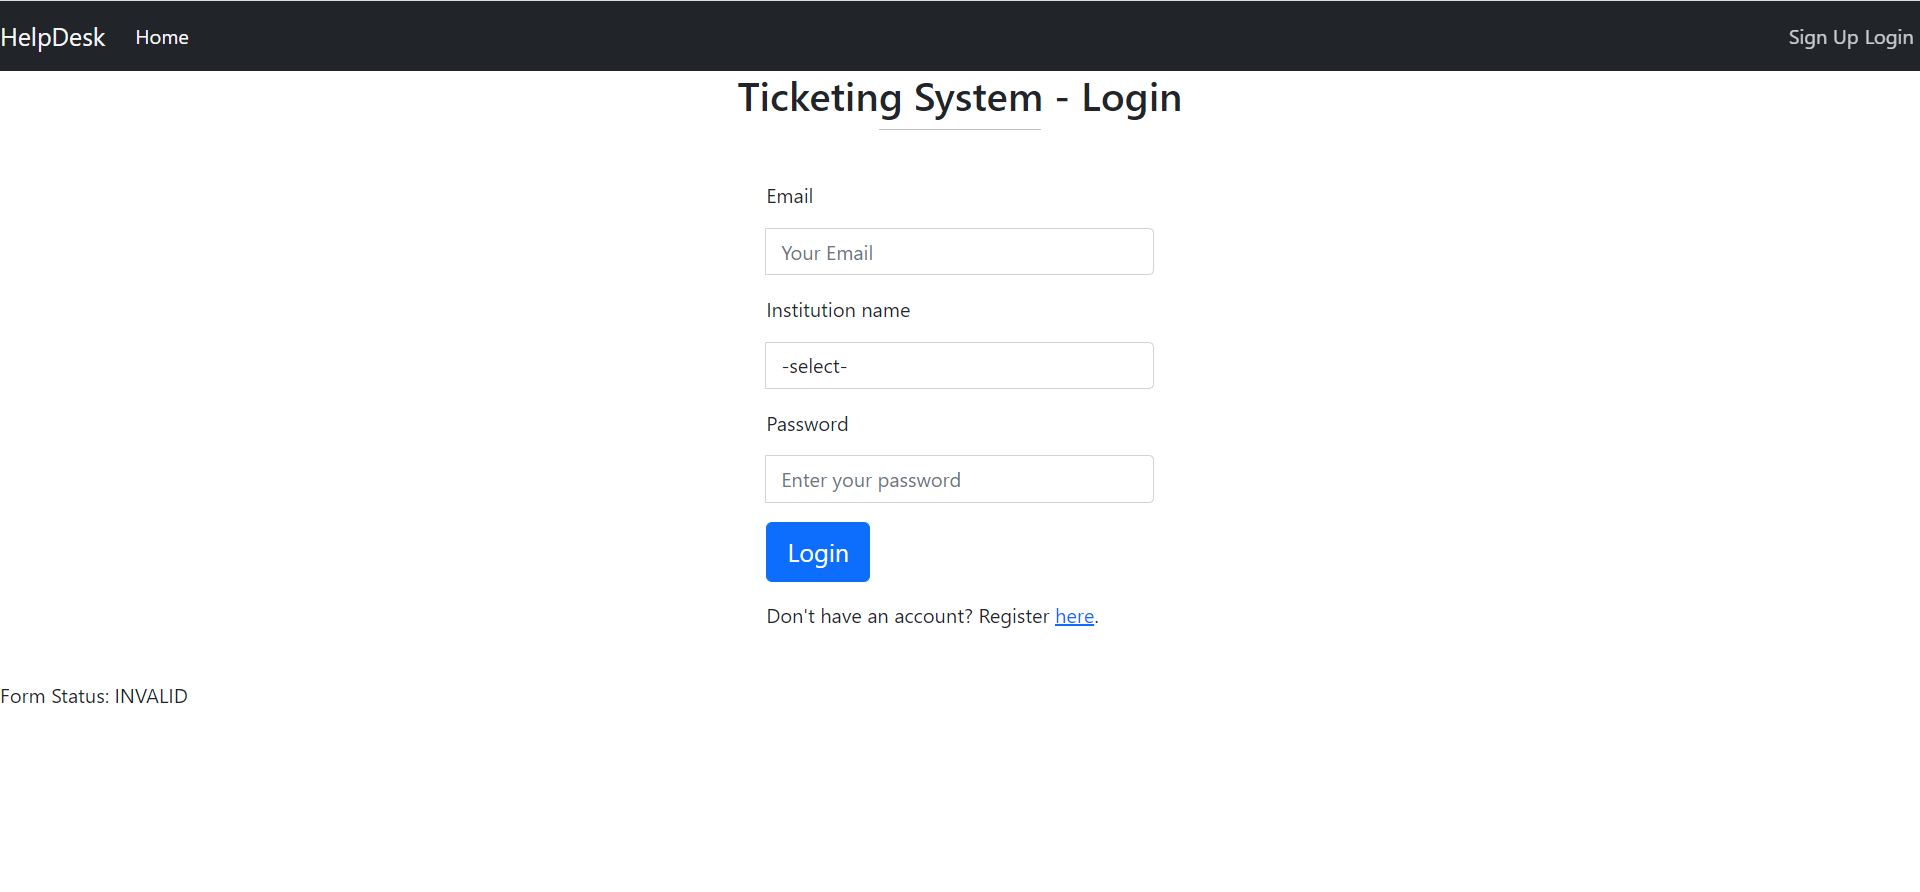 HelpDesk Home Sign Up Login
Ticketing System - Login
Email
Your Email
Institution name
-select-
Password
Enter your password
Login
Don't have an account? Register here.
Form Status: INVALID